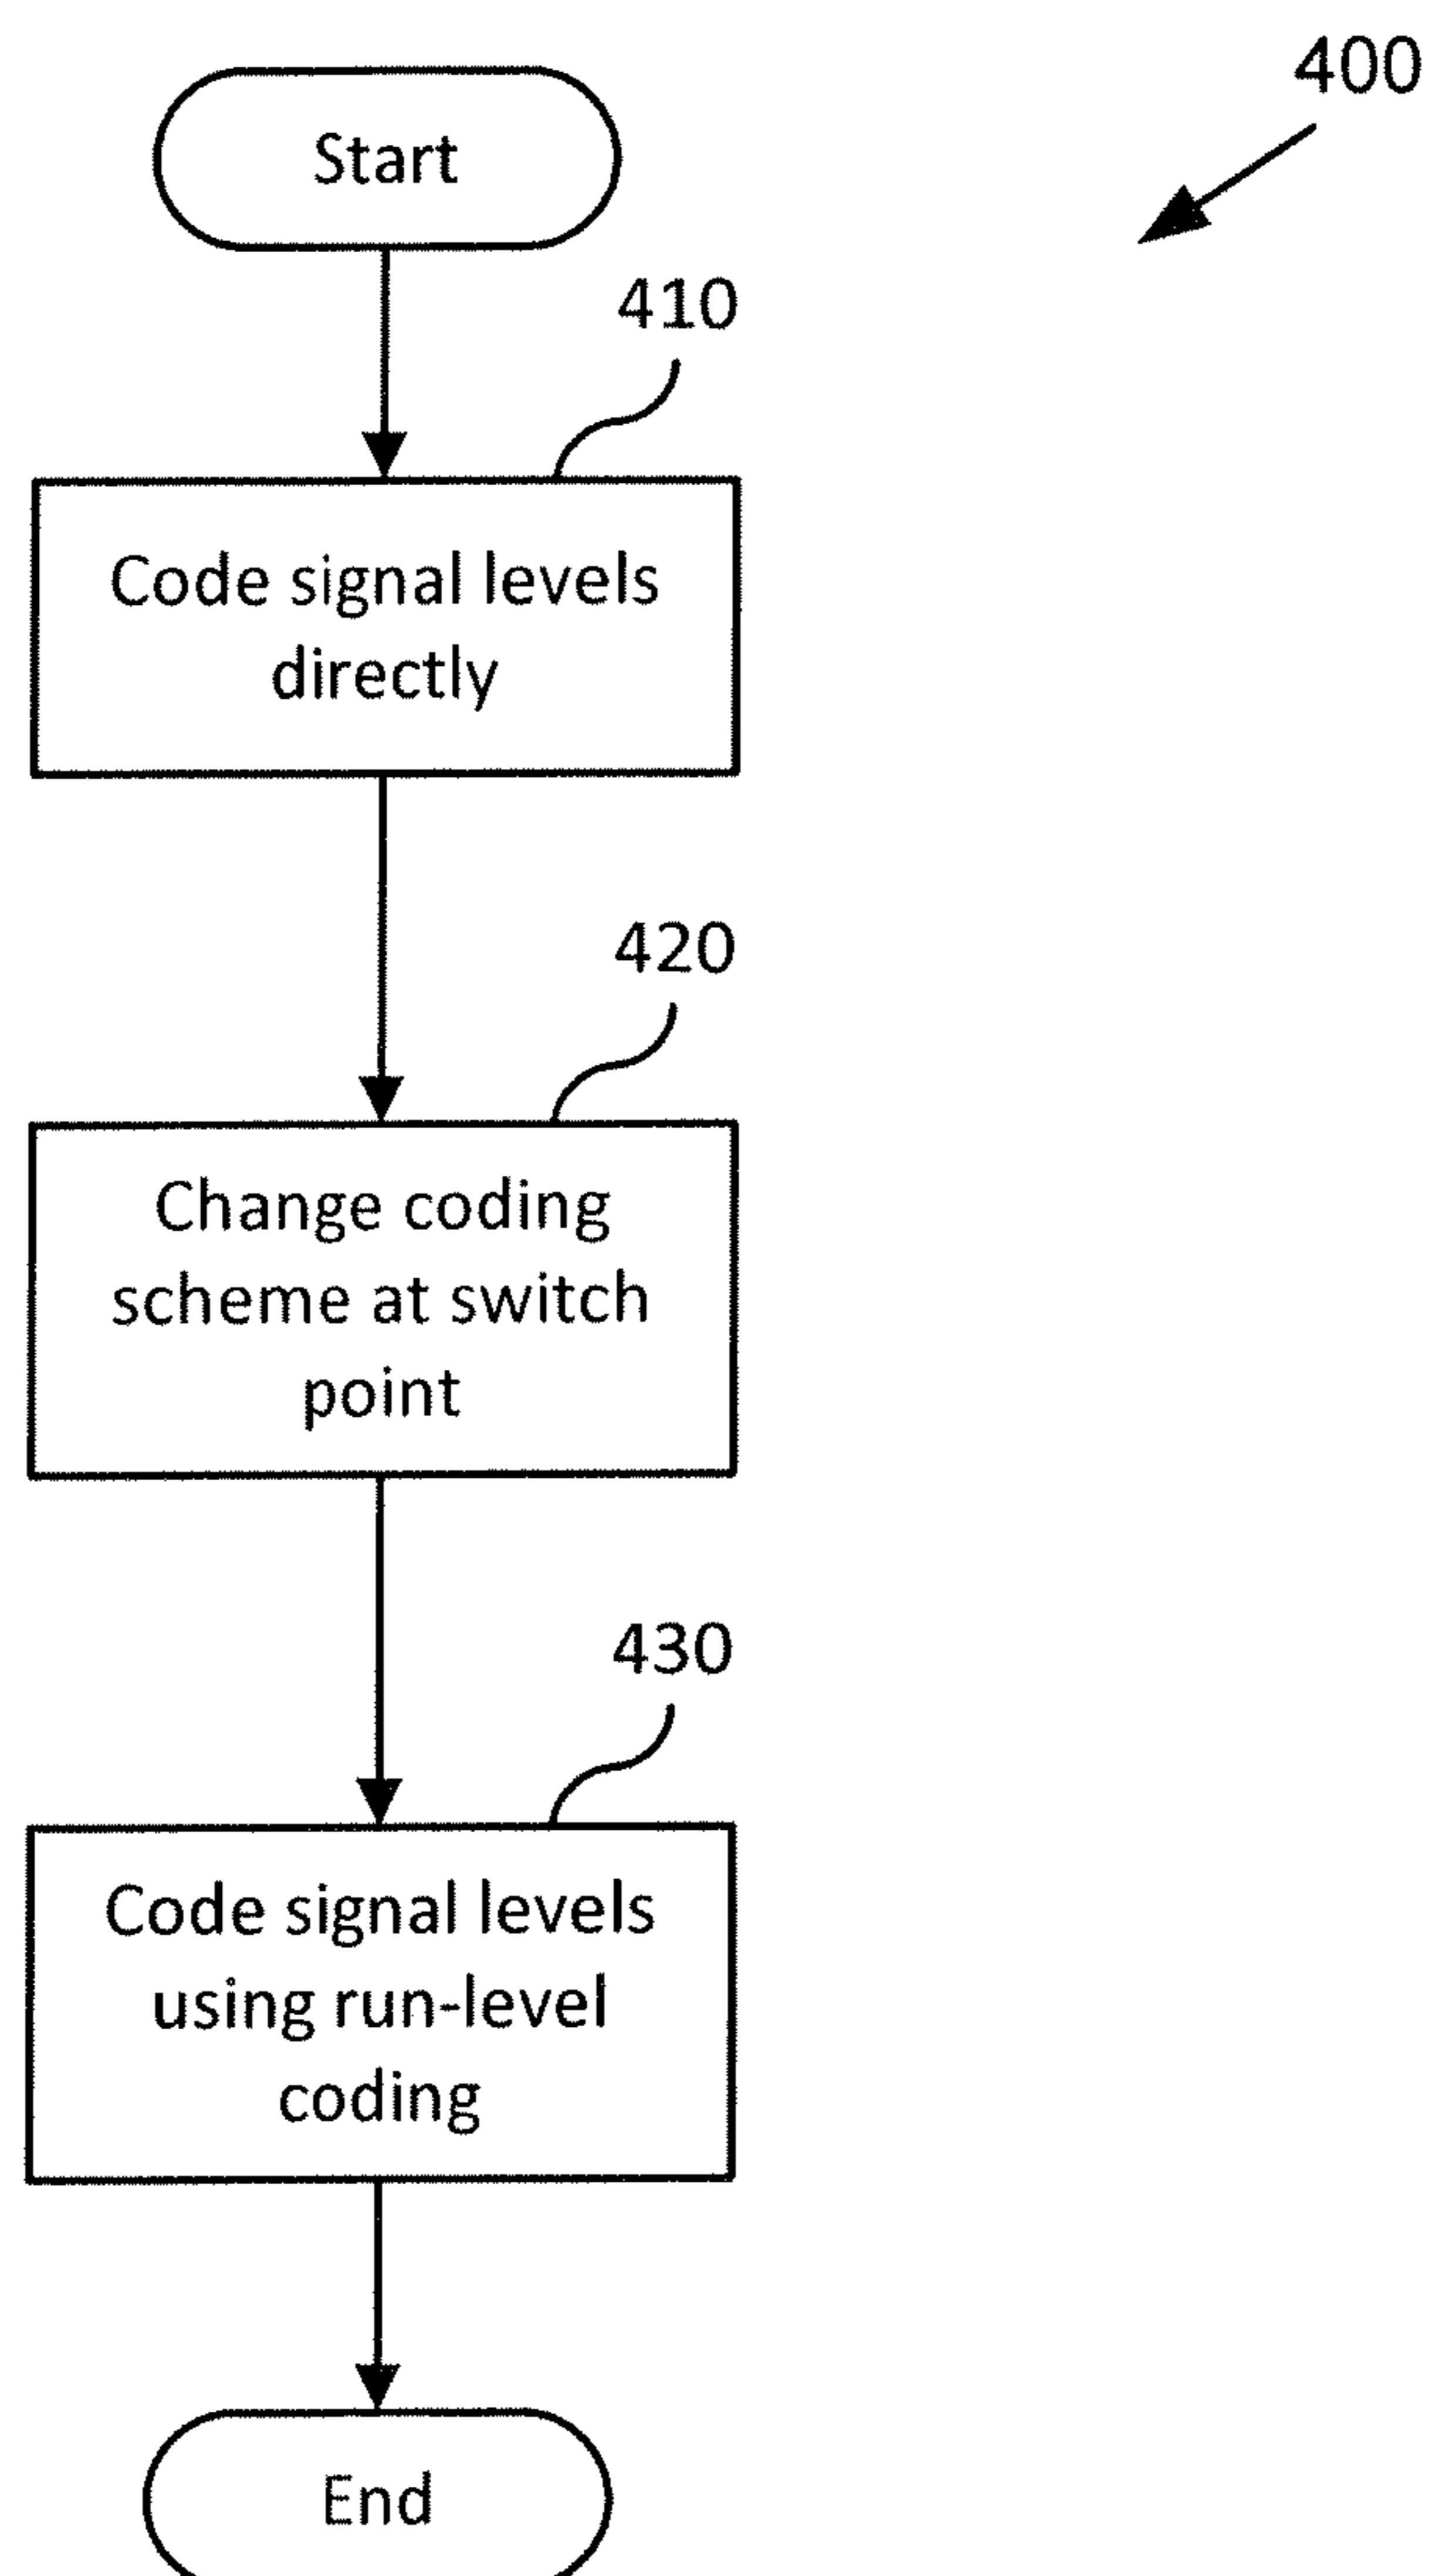 400
Start
410
Code signal levels
directly
420
Change coding
scheme at switch
point
430
Code signal levels
using run-level
coding
End